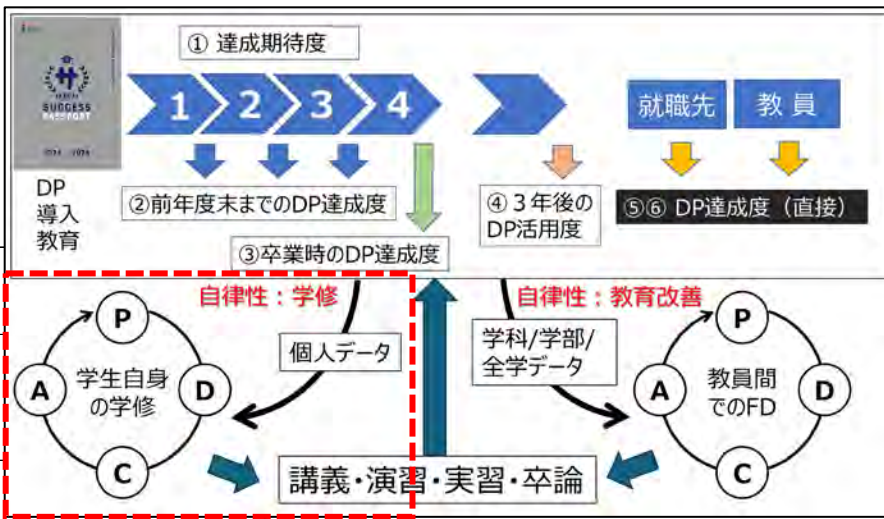 ① 達成期待度
サ
SUCCESS
PASSPORT
1
2
3
4
就職先
教員
DP
導入
教育
②前年度末までのDP達成度
③卒業時のDP達成度
④３年後の
DP活用度
⑤⑥ DP達成度（直接）
自律性：学修
自律性：教育改善
個人データ
学科/学部/
全学データ
P
D
C
A
学生自身
の学修
P
D
C
A
教員間
でのFD
講義・演習・実習・卒論